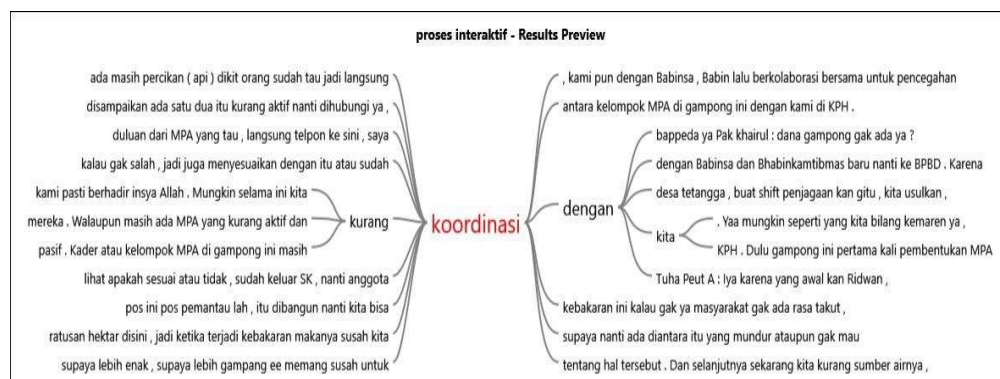 proses interaktif - Results Preview
ada masih percikan ( api ) dikit orang sudah tau jadi langsung
disampaikan ada satu dua itu kurang aktif nanti dihubungi ya ,
duluan dari MPA yang tau , langsung telpon ke sini , saya
kalau gak salah , jadi juga menyesuaikan dengan itu atau sudah
kami pasti berhadir insya Allah . Mungkin selama ini kita
mereka . Walaupun masih ada MPA yang kurang aktif dan
pasif . Kader atau kelompok MPA di gampong ini masih
kurang
lihat apakah sesuai atau tidak , sudah keluar SK , nanti anggota
pos ini pos pemantau lah , itu dibangun nanti kita bisa
ratusan hektar disini , jadi ketika terjadi kebakaran makanya susah kita
supaya lebih enak , supaya lebih gampang ee memang susah untuk
koordinasi
, kami pun dengan Babinsa , Babin lalu berkolaborasi bersama untuk pencegahan
antara kelompok MPA di gampong ini dengan kami di KPH .
dengan
bappeda ya Pak khairul : dana gampong gak ada ya ?
dengan Babinsa dan Bhabinkamtibmas baru nanti ke BPBD . Karena
desa tetangga , buat shift penjagaan kan gitu , kita usulkan ,
kita
. Yaa mungkin seperti yang kita bilang kemaren ya ,
KPH . Dulu gampong ini pertama kali pembentukan MPA
Tuha Peut A : Iya karena yang awal kan Ridwan ,
kebakaran ini kalau gak ya masyarakat gak ada rasa takut ,
supaya nanti ada diantara itu yang mundur ataupun gak mau
tentang hal tersebut . Dan selanjutnya sekarang kita kurang sumber airnya ,